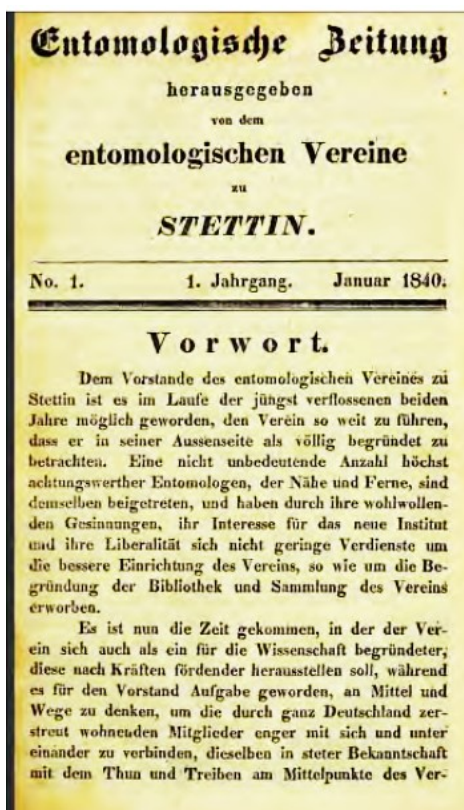 Entomologische Zeitung
herausgegeben
von dem
entomologischen Vereine
zu
STETTIN.
No. 1. 1. Jahrgang. Januar 1840.
Vorwort.
Dem Vorstande des entomologischen Vereines zu
Stettin ist es im Laufe der jüngst verflossenen beiden
Jahre möglich geworden, den Verein so weit zu führen,
dass er in seiner Aussenseite als völlig begründet zu
betrachten. Eine nicht unbedeutende Anzahl höchst
achtungswerther Entomologen, der Nähe und Ferne, sind
demselben beigetreten, und haben durch ihre wohlwollen-
den Gesinnungen, ihr Interesse für das neue Institut
und ihre Liberalität sich nicht geringe Verdienste um
die bessere Einrichtung des Vereins, so wie um die Be-
gründung der Bibliothek und Sammlung des Vereins
erworben.
Es ist nun die Zeit gekommen, in der der Ver-
ein sich auch als ein für die Wissenschaft begründeter,
diese nach Kräften fördernder herausstellen soll, während
es für den Vorstand Aufgabe geworden, an Mittel und
Wege zu denken, um die durch ganz Deutschland zer-
streut wohnenden Mitglieder enger mit sich und unter
einander zu verbinden, dieselben in steter Bekanntschaft
mit dem Thun und Treiben am Mittelpunkte des Ver-